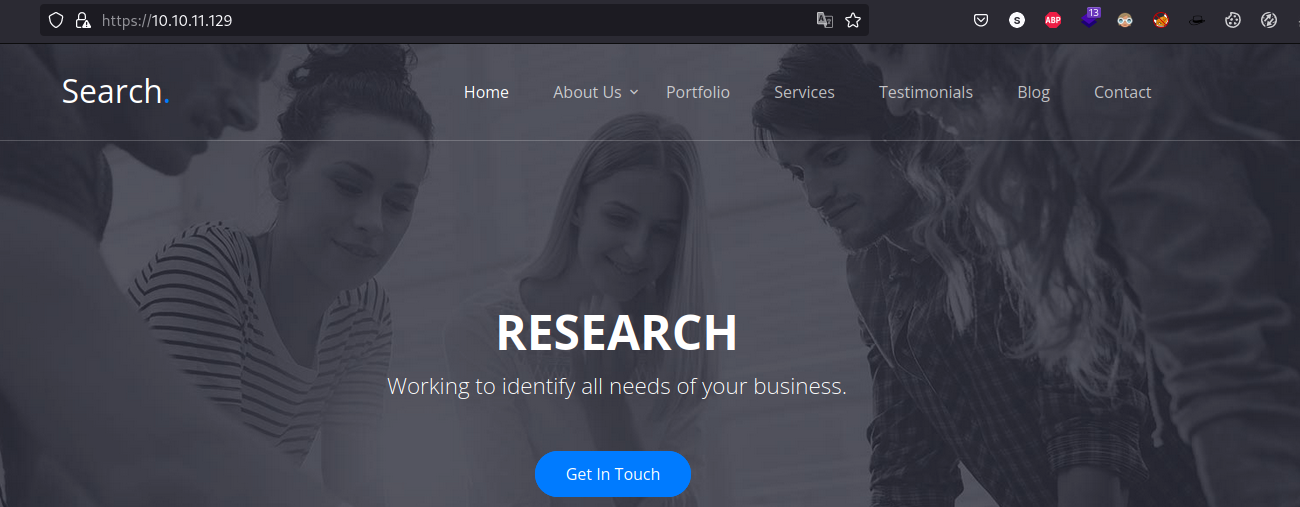 https://10.10.11.129
S
ABP
13
Search.
Home About Us Portfolio Services Testimonials Blog Contact
RESEARCH
Working to identify all needs of your business.
Get In Touch